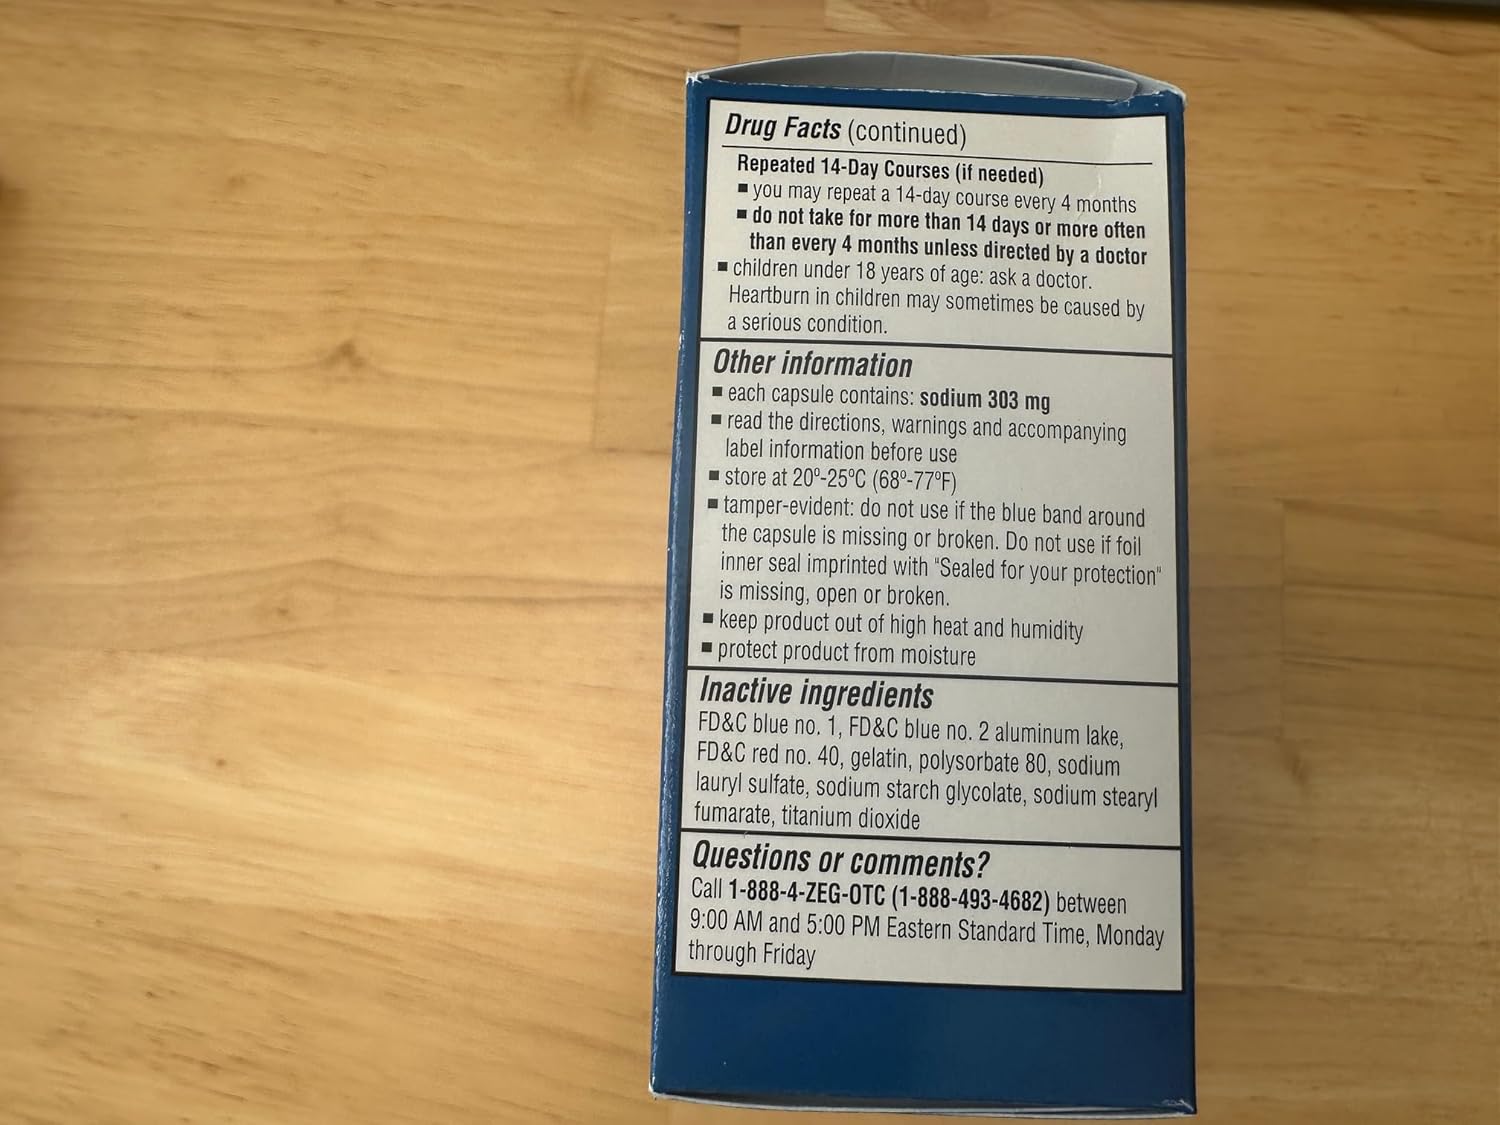 Drug Facts (continued)
Repeated 14-Day Courses (if needed)
▪ you may repeat a 14-day course every 4 months
▪ do not take for more than 14 days or more often
than every 4 months unless directed by a doctor
▪ children under 18 years of age: ask a doctor.
Heartburn in children may sometimes be caused by
a serious condition.
Other information
▪ each capsule contains: sodium 303 mg
▪ read the directions, warnings and accompanying
label information before use
▪ store at 20º-25ºC (68º-77ºF)
▪ tamper-evident: do not use if the blue band around
the capsule is missing or broken. Do not use if foil
inner seal imprinted with "Sealed for your protection"
is missing, open or broken.
▪ keep product out of high heat and humidity
▪ protect product from moisture
Inactive ingredients
FD&C blue no. 1, FD&C blue no. 2 aluminum lake,
FD&C red no. 40, gelatin, polysorbate 80, sodium
lauryl sulfate, sodium starch glycolate, sodium stearyl
fumarate, titanium dioxide
Questions or comments?
Call 1-888-4-ZEG-OTC (1-888-493-4682) between
9:00 AM and 5:00 PM Eastern Standard Time, Monday
through Friday